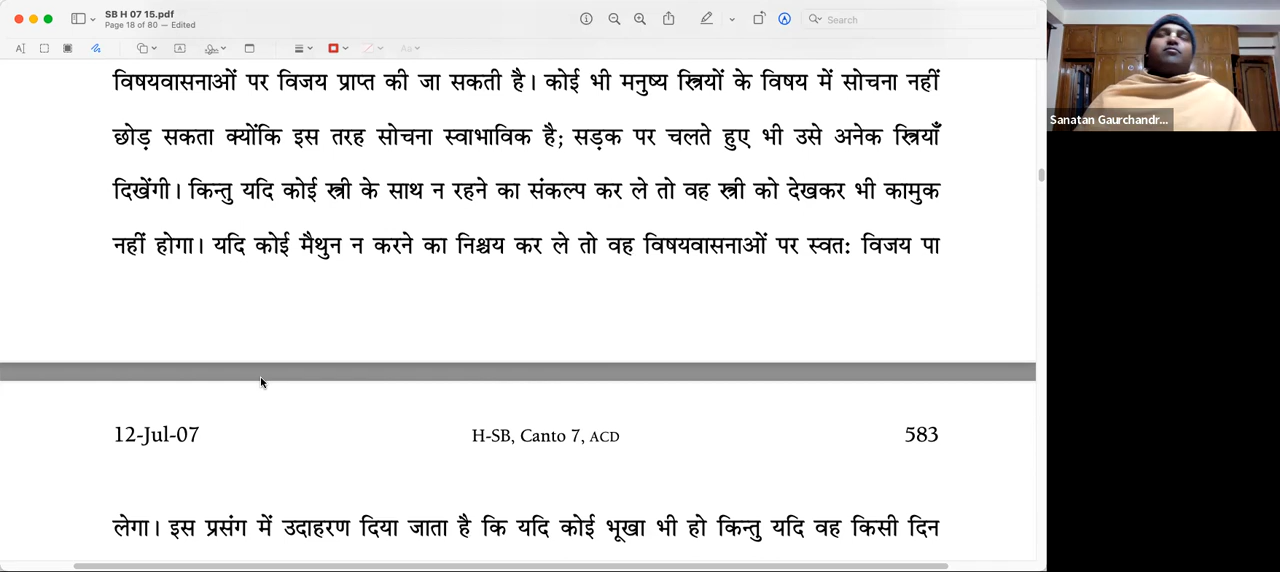 SB H 07 15.pdf
Page 18 of 80 — Edited
Search
विषयवासनाओं पर विजय प्राप्त की जा सकती है। कोई भी मनुष्य स्त्रियों के विषय में सोचना नहीं
छोड़ सकता क्योंकि इस तरह सोचना स्वाभाविक है; सड़क पर चलते हुए भी उसे अनेक स्त्रियाँ
दिखेंगी। किन्तु यदि कोई स्त्री के साथ न रहने का संकल्प कर ले तो वह स्त्री को देखकर भी कामुक
नहीं होगा। यदि कोई मैथुन न करने का निश्चय कर ले तो वह विषयवासनाओं पर स्वतः विजय पा
12-Jul-07 H-SB, Canto 7, ACD 583
लेगा। इस प्रसंग में उदाहरण दिया जाता है कि यदि कोई भूखा भी हो किन्तु यदि वह किसी दिन
Sanatan Gaurchandr...